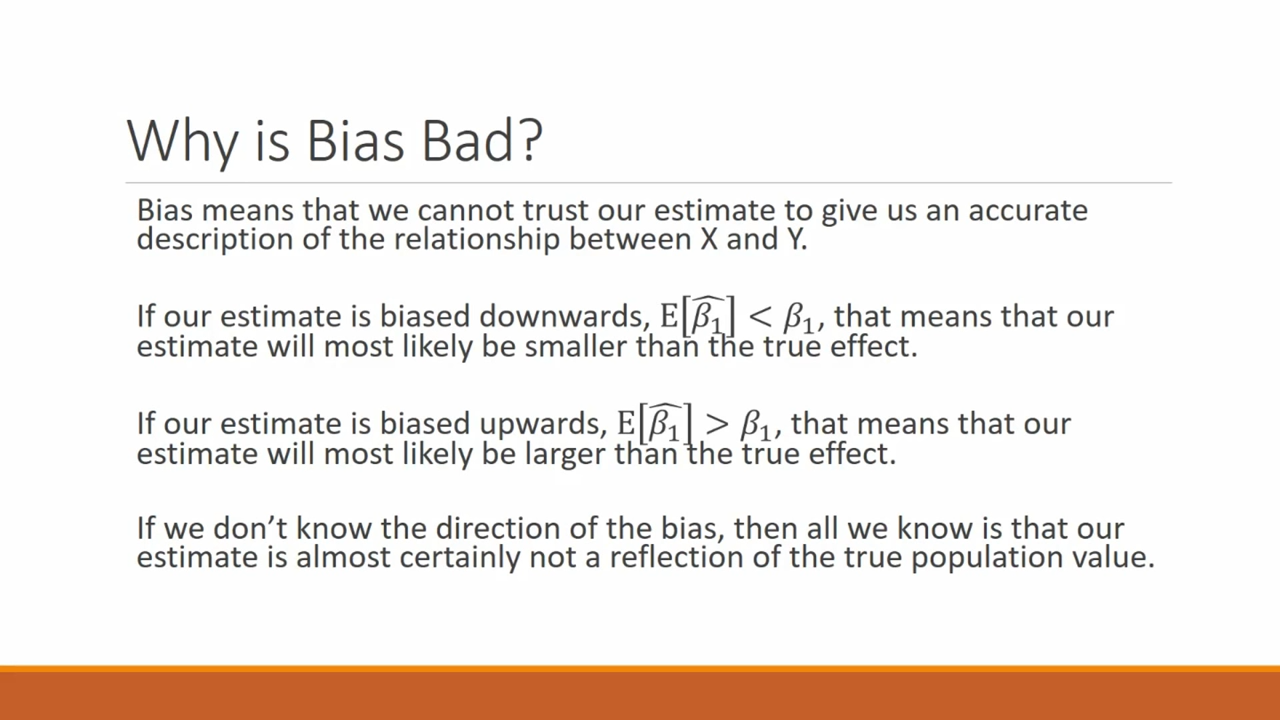 Why is Bias Bad?
Bias means that we cannot trust our estimate to give us an accurate
description of the relationship between X and Y.
If our estimate is biased downwards, E[β̂₁] < β₁, that means that our
estimate will most likely be smaller than the true effect.
If our estimate is biased upwards, E[β̂₁] > β₁, that means that our
estimate will most likely be larger than the true effect.
If we don’t know the direction of the bias, then all we know is that our
estimate is almost certainly not a reflection of the true population value.